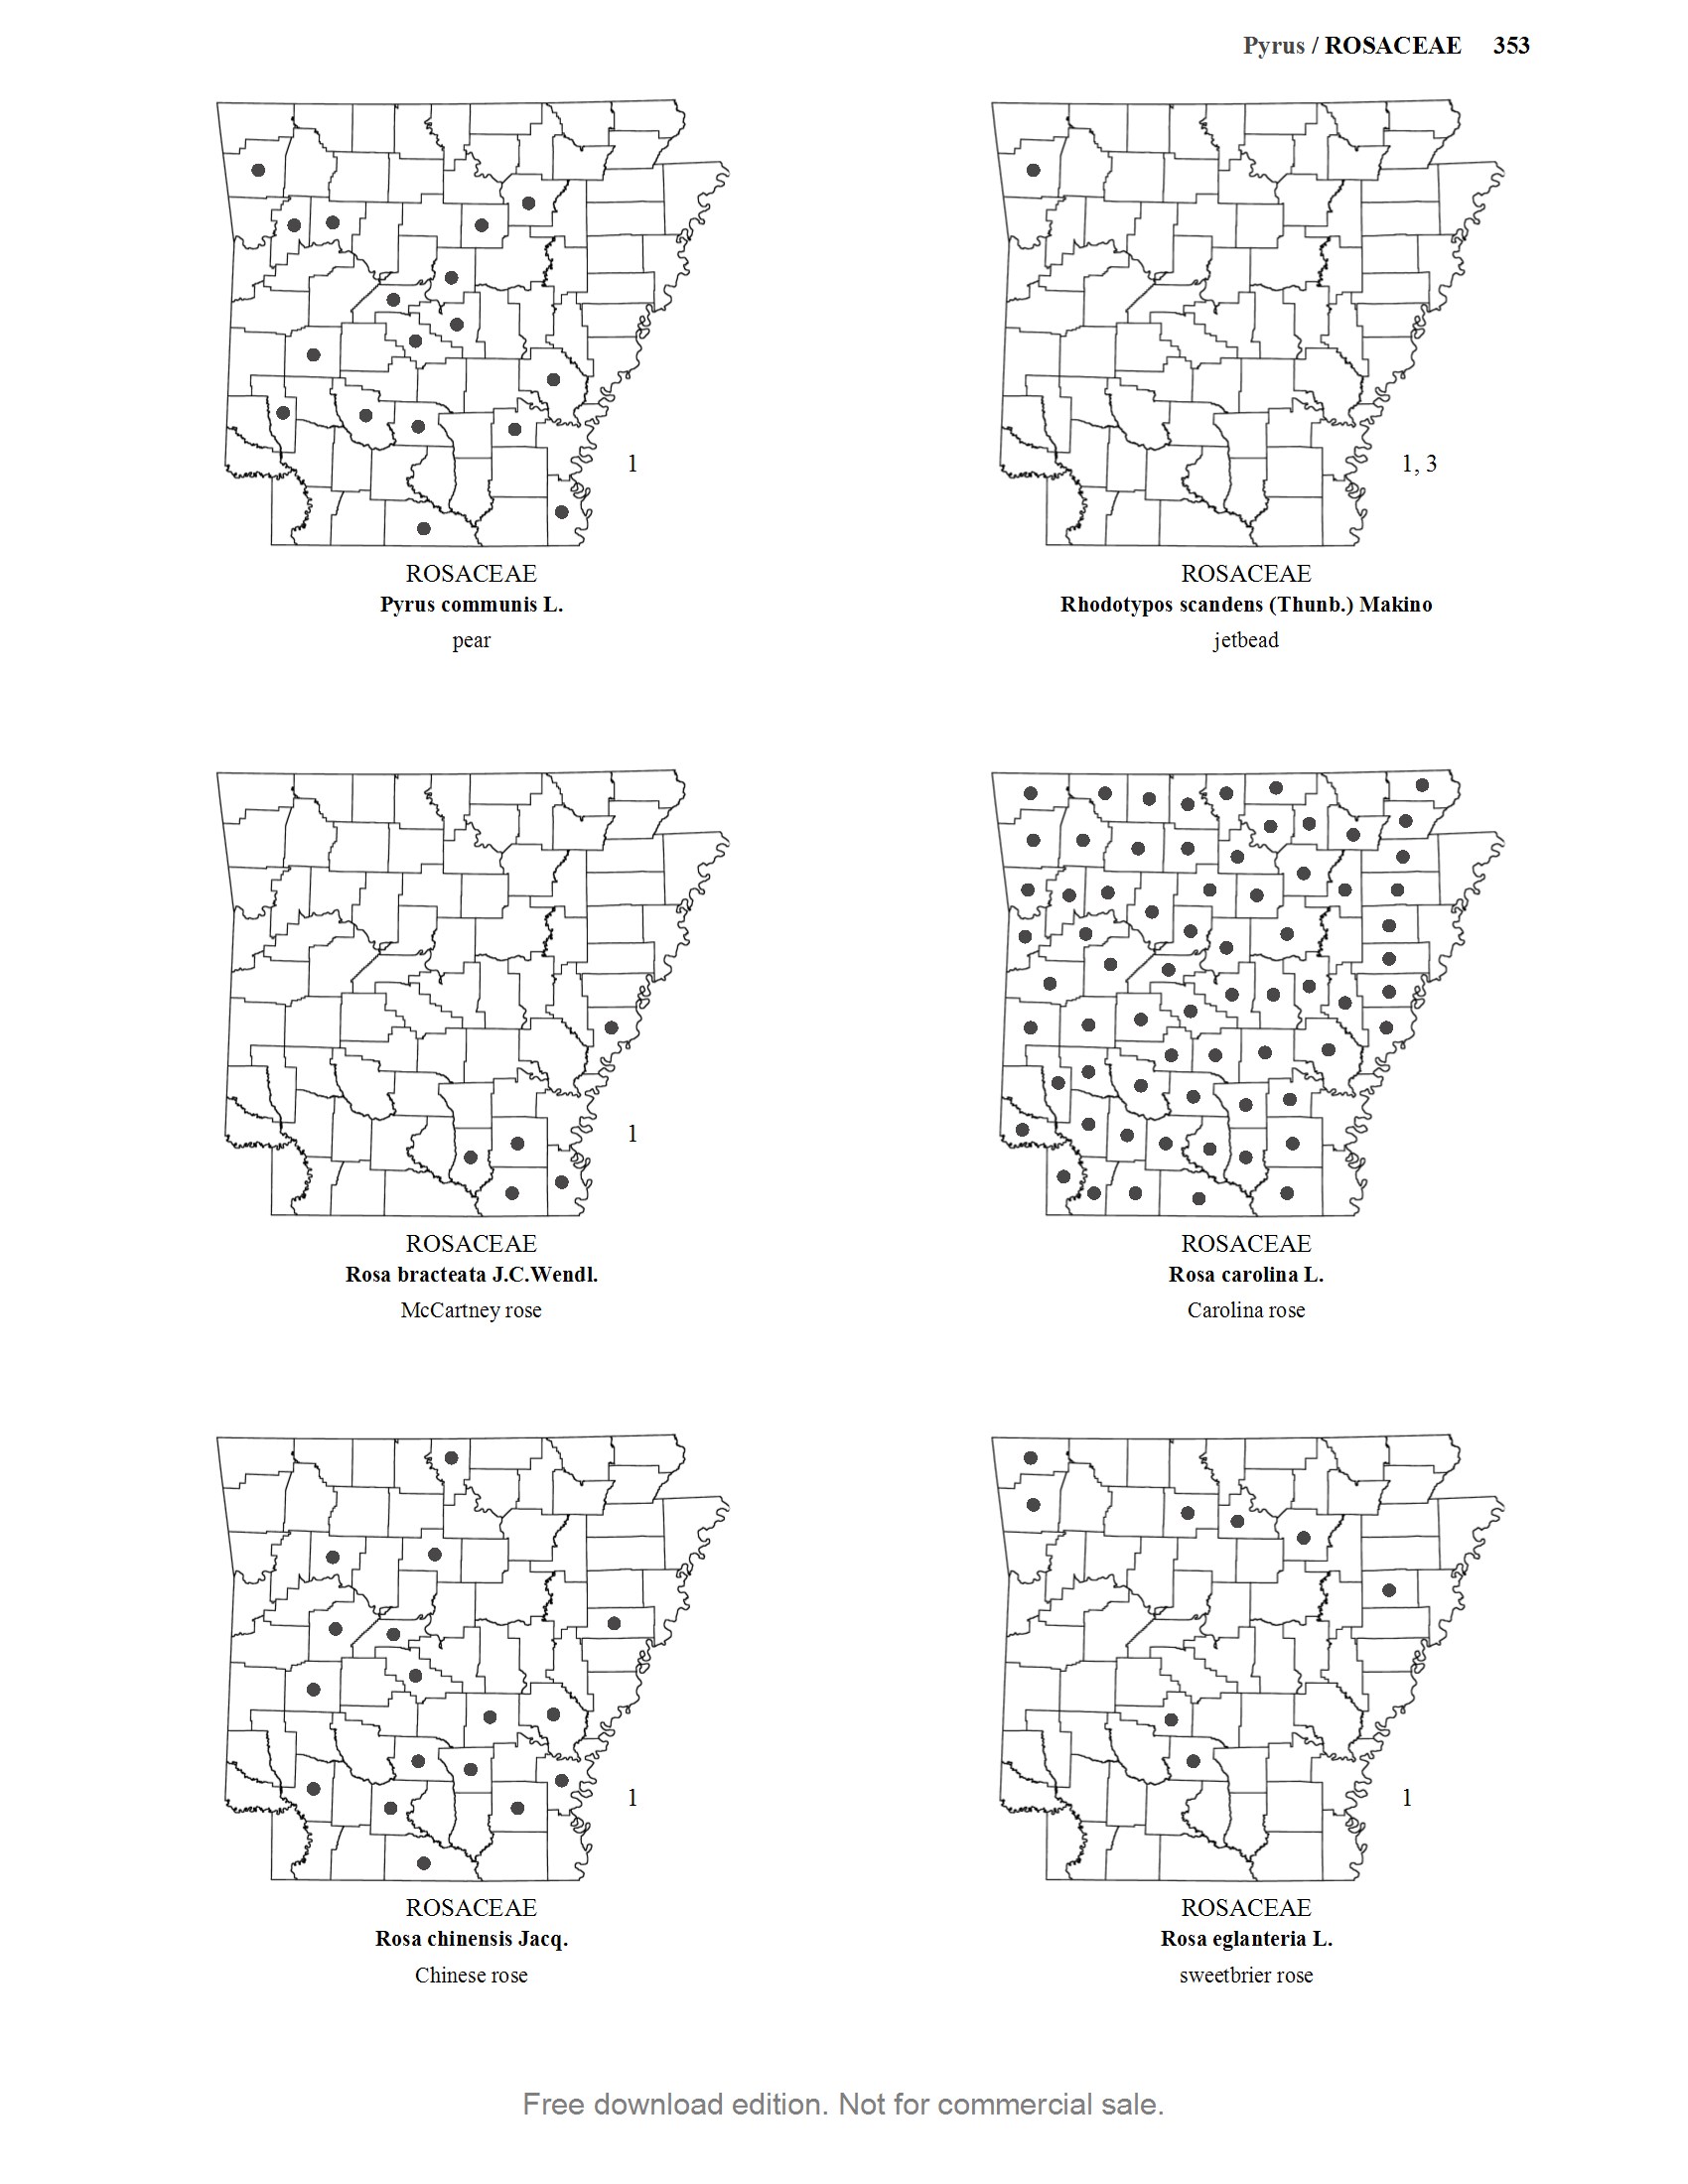 Pyrus / ROSACEAE 353
1
ROSACEAE
Pyrus communis L.
pear
1, 3
ROSACEAE
Rhodotypos scandens (Thunb.) Makino
jetbead
1
ROSACEAE
Rosa bracteata J.C.Wendl.
McCartney rose
ROSACEAE
Rosa carolina L.
Carolina rose
1
ROSACEAE
Rosa chinensis Jacq.
Chinese rose
1
ROSACEAE
Rosa eglanteria L.
sweetbrier rose
Free download edition. Not for commercial sale.